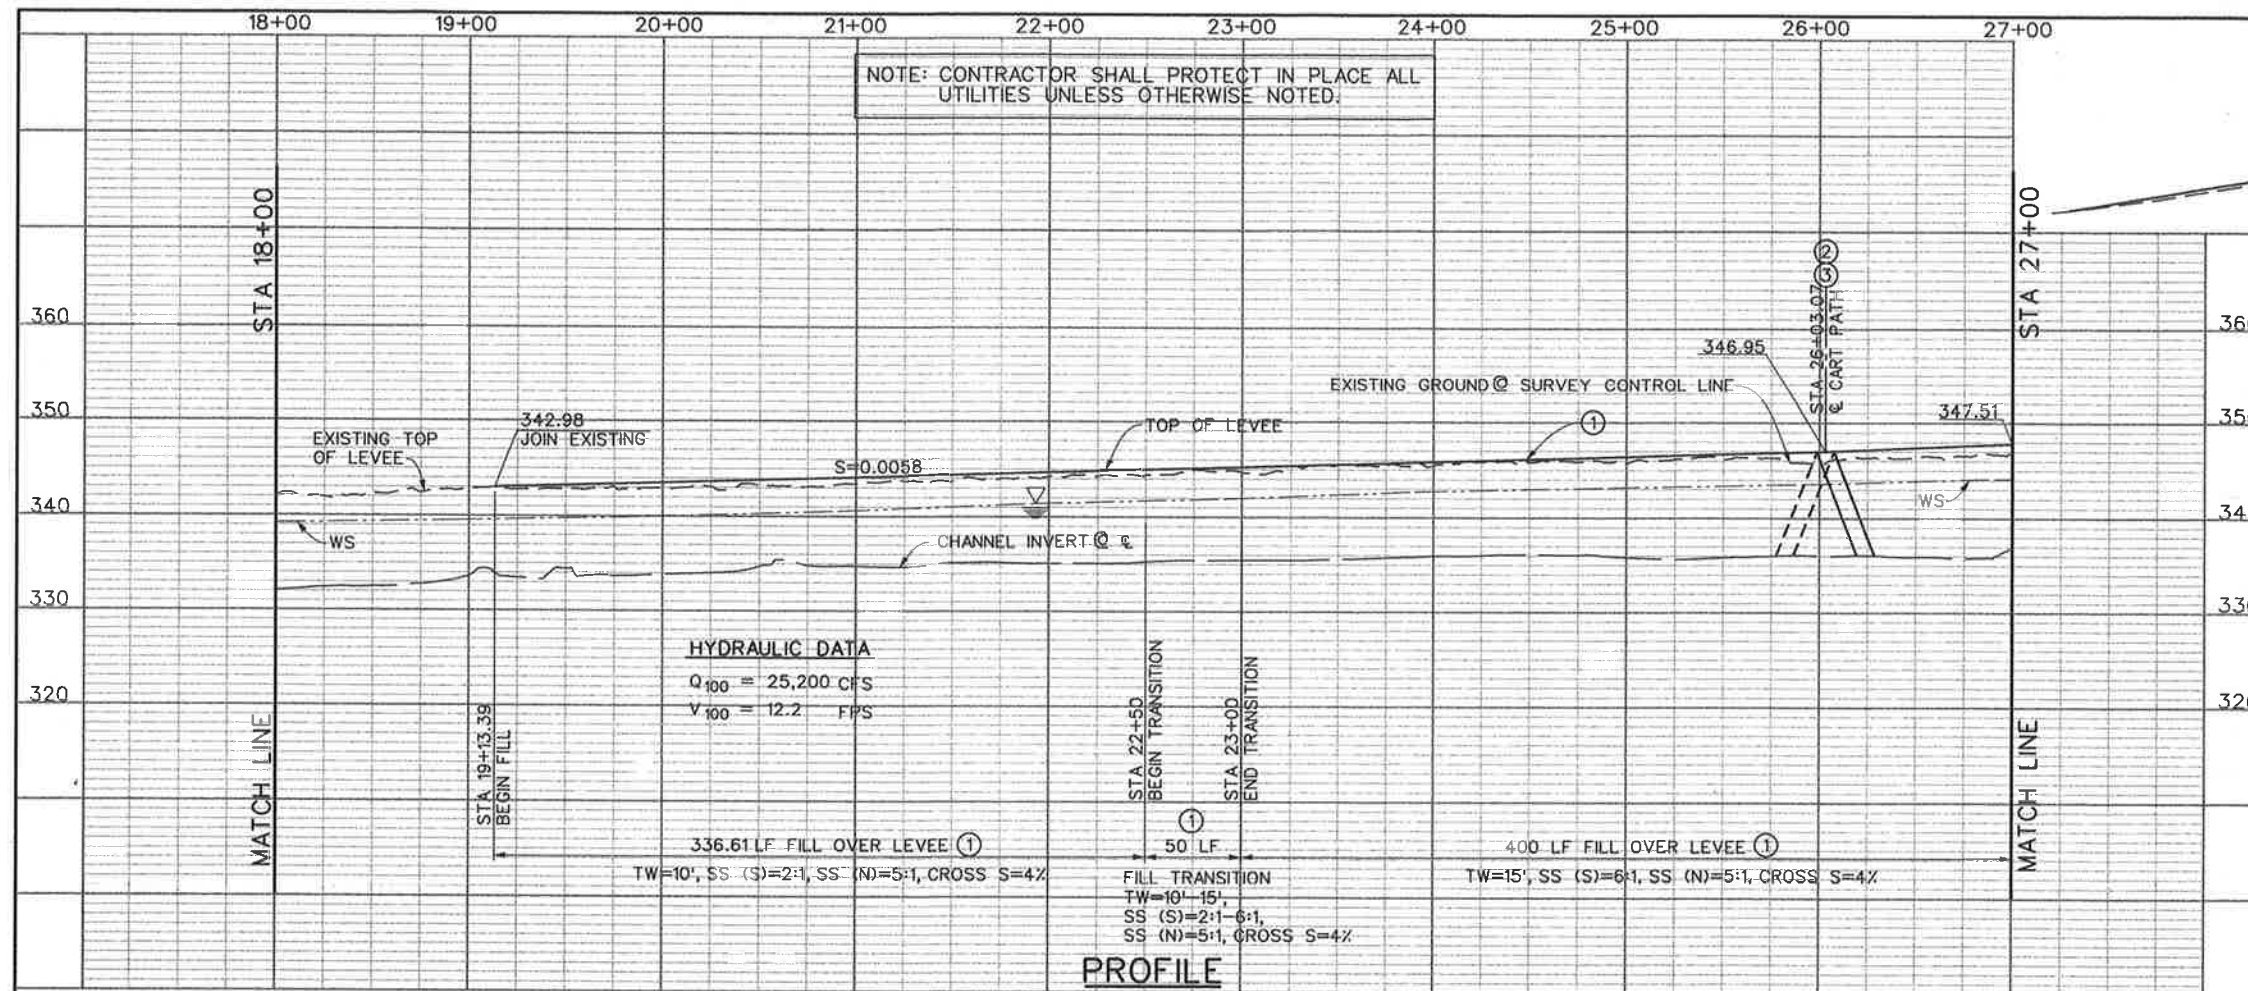 18+00 19+00 20+00 21+00 22+00 23+00 24+00 25+00 26+00 27+00
NOTE: CONTRACTOR SHALL PROTECT IN PLACE ALL
UTILITIES UNLESS OTHERWISE NOTED.
STA 18+00
STA 27+00
②
③
STA 26+03.07
℄ CART PATH
360
350
340
330
320
346.95
EXISTING GROUND @ SURVEY CONTROL LINE
347.51
342.98
JOIN EXISTING
EXISTING TOP
OF LEVEE
TOP OF LEVEE
①
S=0.0058
WS
WS
CHANNEL INVERT @ ℄
HYDRAULIC DATA
Q100 = 25,200 CFS
V100 = 12.2 FPS
MATCH LINE
STA 19+13.39
BEGIN FILL
STA 22+50
BEGIN TRANSITION
STA 23+00
END TRANSITION
MATCH LINE
336.61 LF FILL OVER LEVEE ①
TW=10', SS (S)=2:1, SS (N)=5:1, CROSS S=4%
①
50 LF
FILL TRANSITION
TW=10'-15',
SS (S)=2:1-6:1,
SS (N)=5:1, CROSS S=4%
400 LF FILL OVER LEVEE ①
TW=15', SS (S)=6:1, SS (N)=5:1, CROSS S=4%
PROFILE